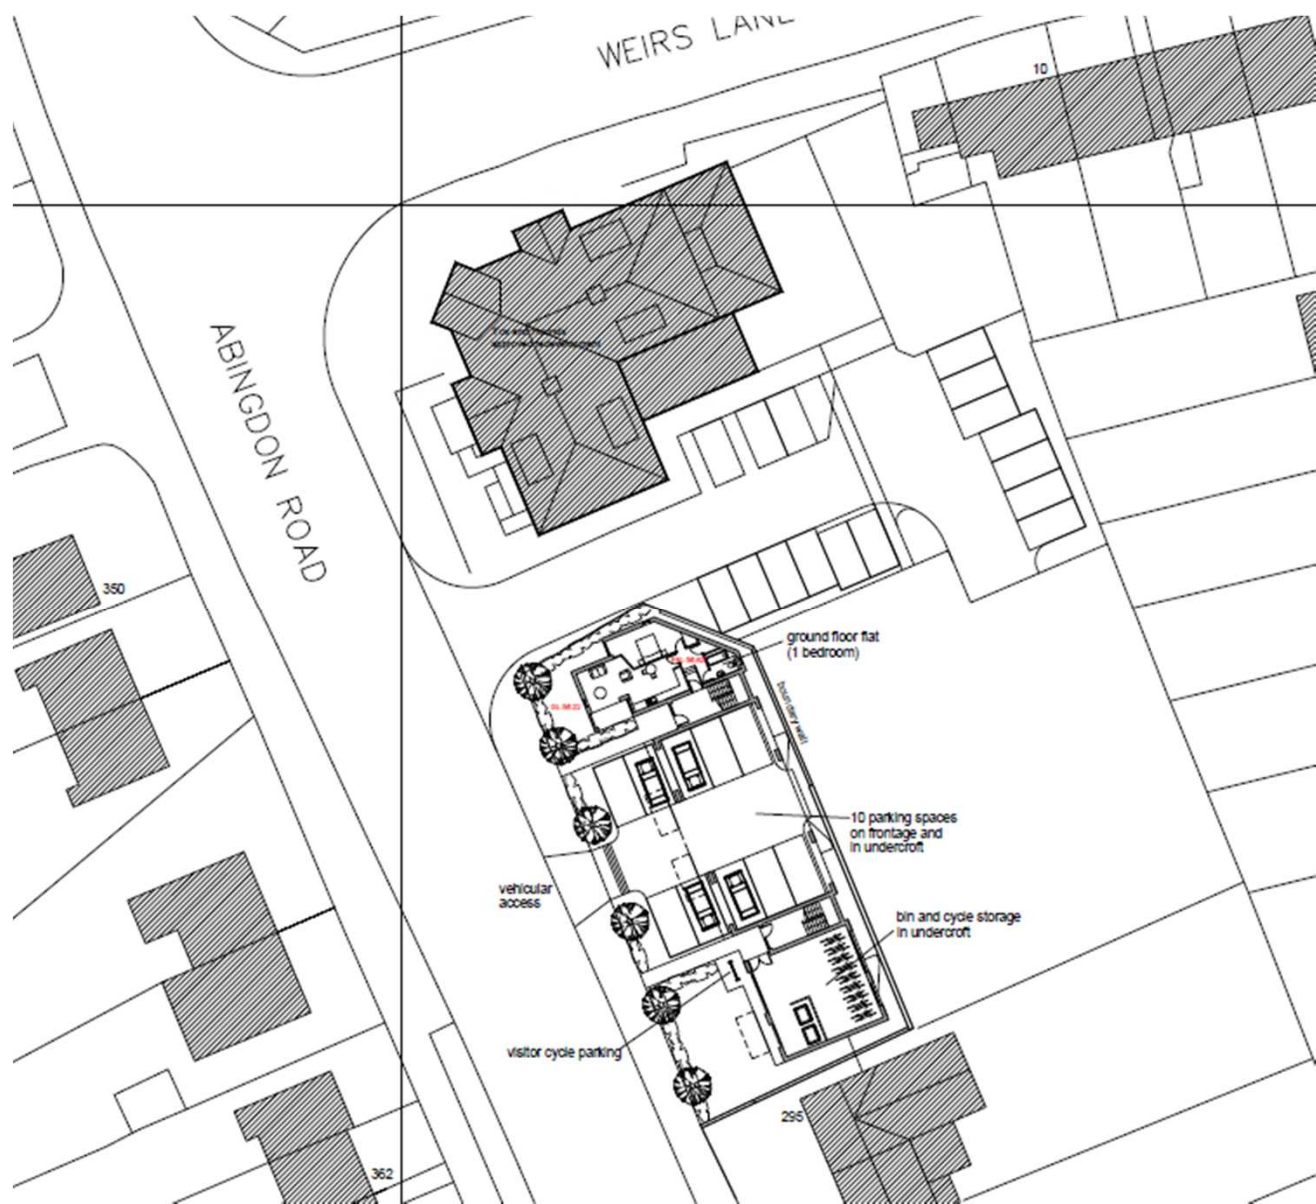 WEIRS LANE
10
ABINGDON ROAD
350
ground floor flat
(1 bedroom)
boundary wall
10 parking spaces
on frontage and
in undercroft
vehicular
access
bin and cycle storage
in undercroft
visitor cycle parking
295
362